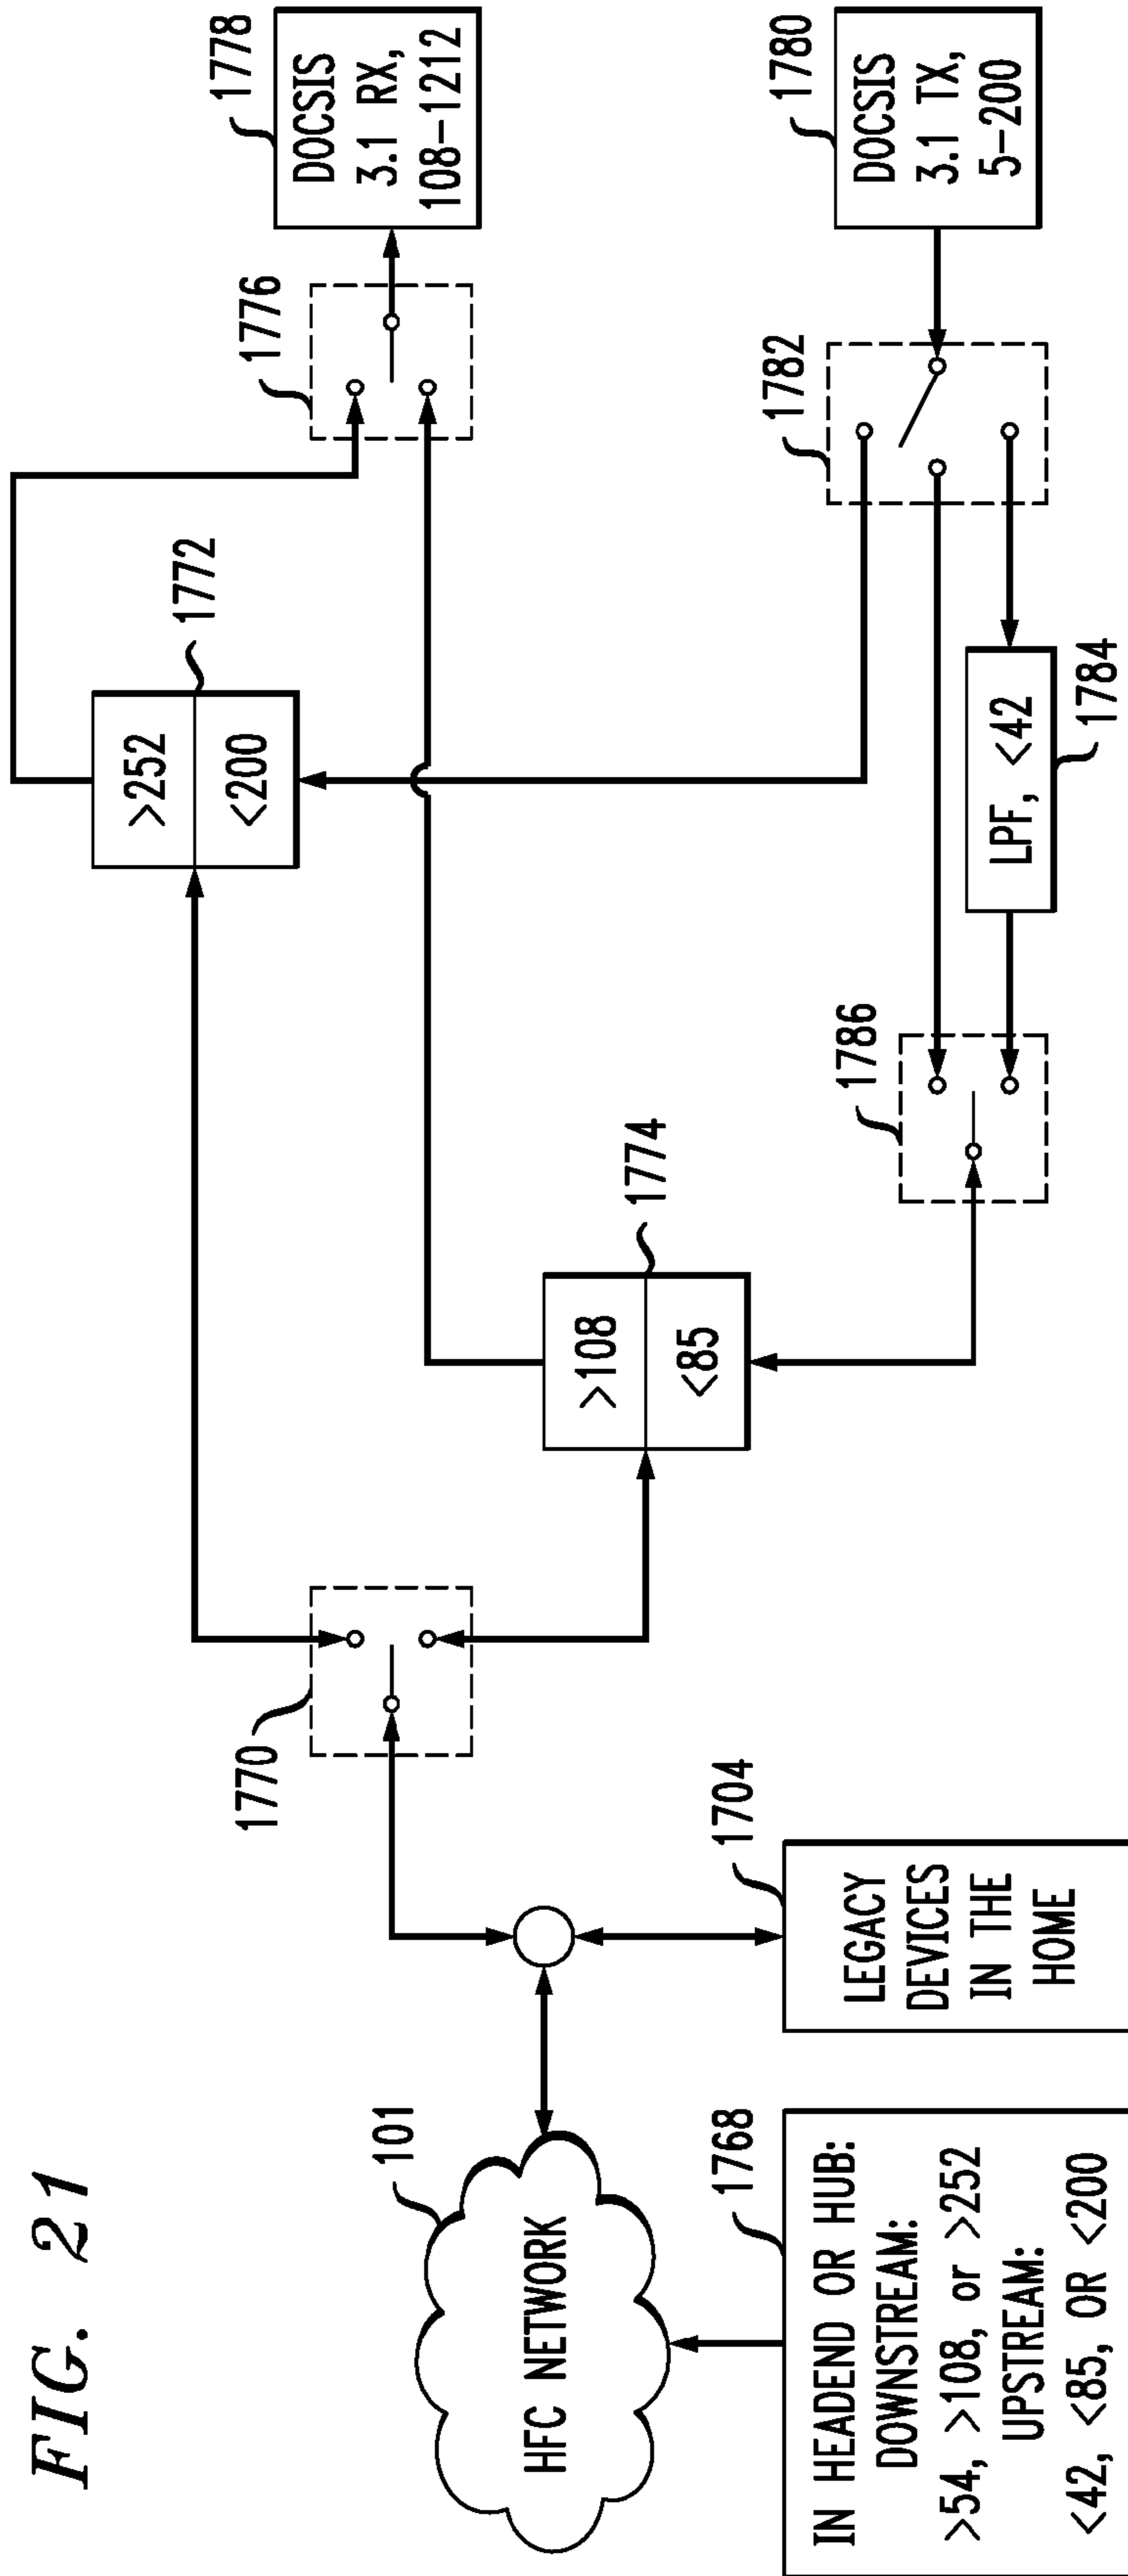 FIG. 21
101
HFC NETWORK
1768
IN HEADEND OR HUB:
DOWNSTREAM:
>54, >108, or >252
UPSTREAM:
<42, <85, OR <200
1704
LEGACY
DEVICES
IN THE
HOME
1770
1774
>108
<85
1772
>252
<200
1786
1784
LPF, <42
1782
1776
1778
DOCSIS
3.1 RX,
108-1212
1780
DOCSIS
3.1 TX,
5-200